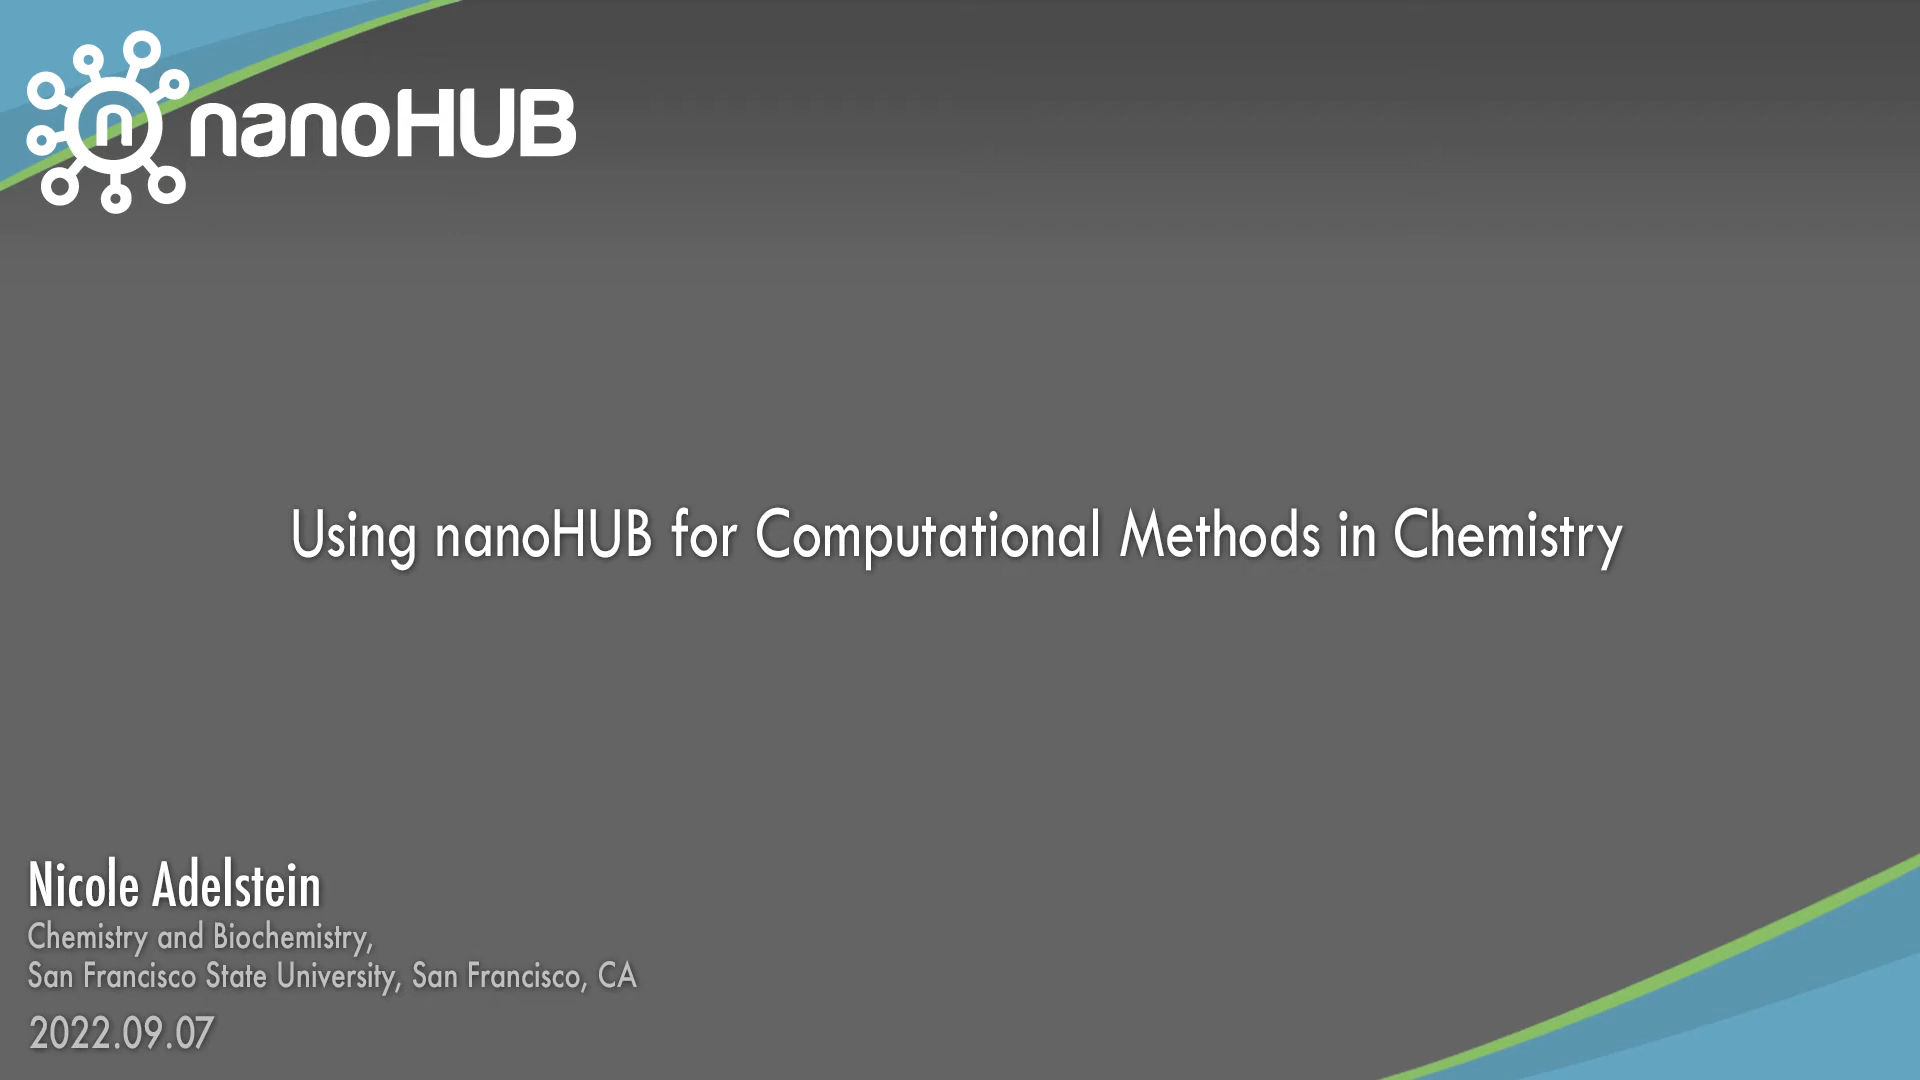 n nanoHUB
Using nanoHUB for Computational Methods in Chemistry
Nicole Adelstein
Chemistry and Biochemistry,
San Francisco State University, San Francisco, CA
2022.09.07